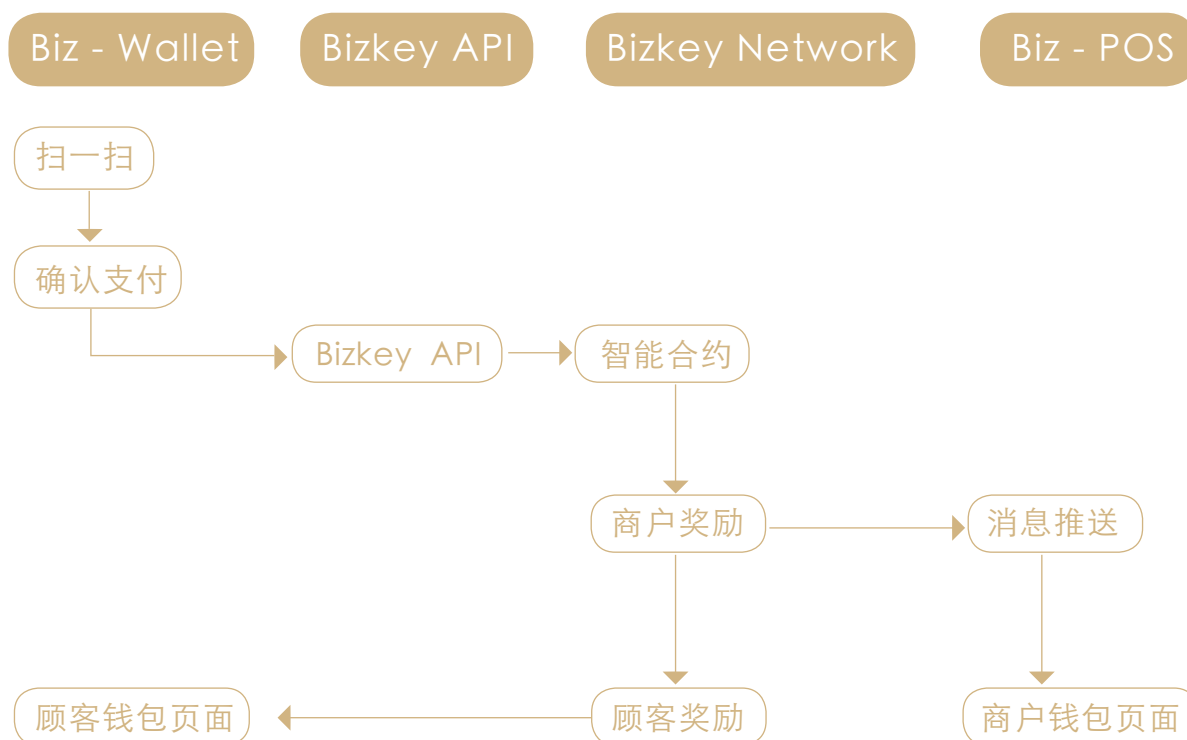 Biz - Wallet
Bizkey API
Bizkey Network
Biz - POS
扫一扫
确认支付
Bizkey API
智能合约
商户奖励
消息推送
顾客钱包页面
顾客奖励
商户钱包页面